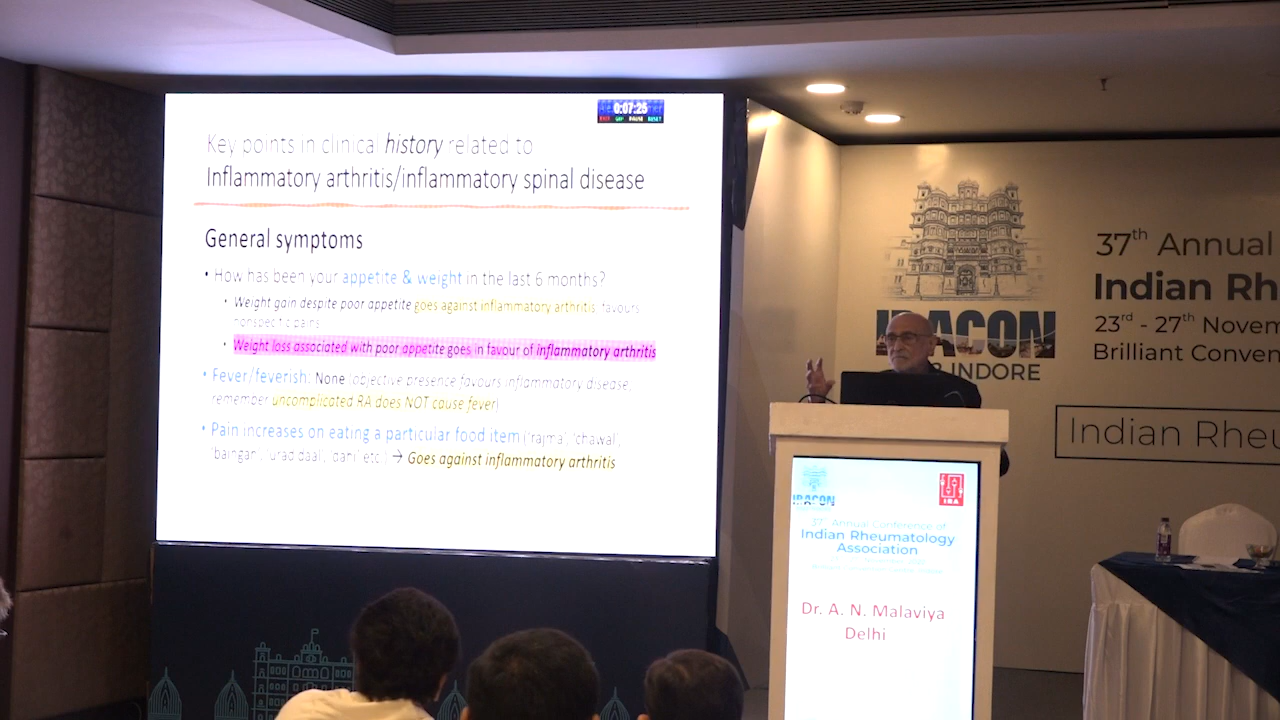 0:07:25
Key points in clinical history related to
Inflammatory arthritis/inflammatory spinal disease
General symptoms
• How has been your appetite & weight in the last 6 months?
• Weight gain despite poor appetite goes against inflammatory arthritis, favours
nonspecific pains
• Weight loss associated with poor appetite goes in favour of inflammatory arthritis
• Fever/feverish: None (objective presence favours inflammatory disease,
remember uncomplicated RA does NOT cause fever)
• Pain increases on eating a particular food item ('rajma', 'chawal',
'baingan', 'urad daal', 'dahi' etc.) → Goes against inflammatory arthritis
37th Annual
Indian Rh
23rd - 27th Novem
Brilliant Conven
IRACON
INDORE
Indian Rheu
IRACON
IRA
37th Annual Conference of
Indian Rheumatology
Association
Dr. A. N. Malaviya
Delhi